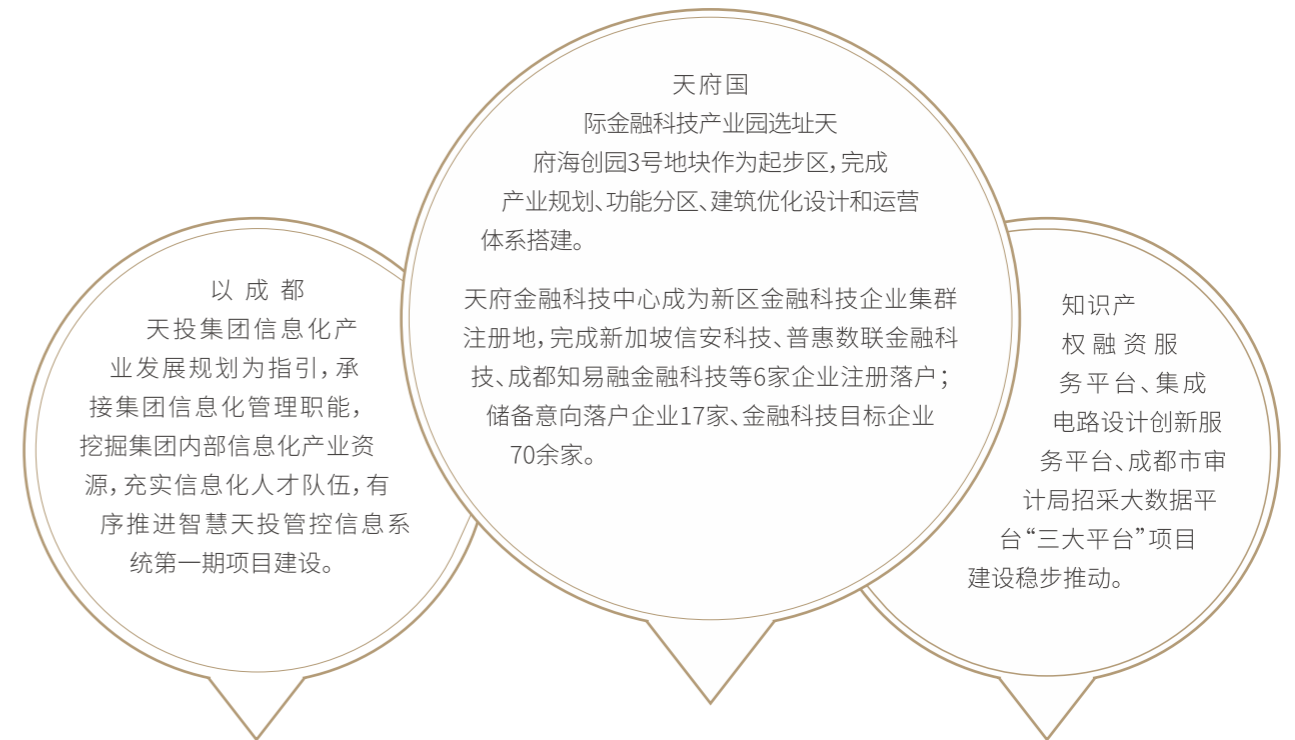 以成都
天投集团信息化产
业发展规划为指引，承
接集团信息化管理职能，
挖掘集团内部信息化产业资
源，充实信息化人才队伍，有
序推进智慧天投管控信息系
统第一期项目建设。
天府国
际金融科技产业园选址天
府海创园3号地块作为起步区，完成
产业规划、功能分区、建筑优化设计和运营
体系搭建。
天府金融科技中心成为新区金融科技企业集群
注册地，完成新加坡信安科技、普惠数联金融科
技、成都知易融金融科技等6家企业注册落户；
储备意向落户企业17家、金融科技目标企业
70余家。
知识产
权融资服
务平台、集成
电路设计创新服
务平台、成都市审
计局招采大数据平
台“三大平台”项目
建设稳步推动。